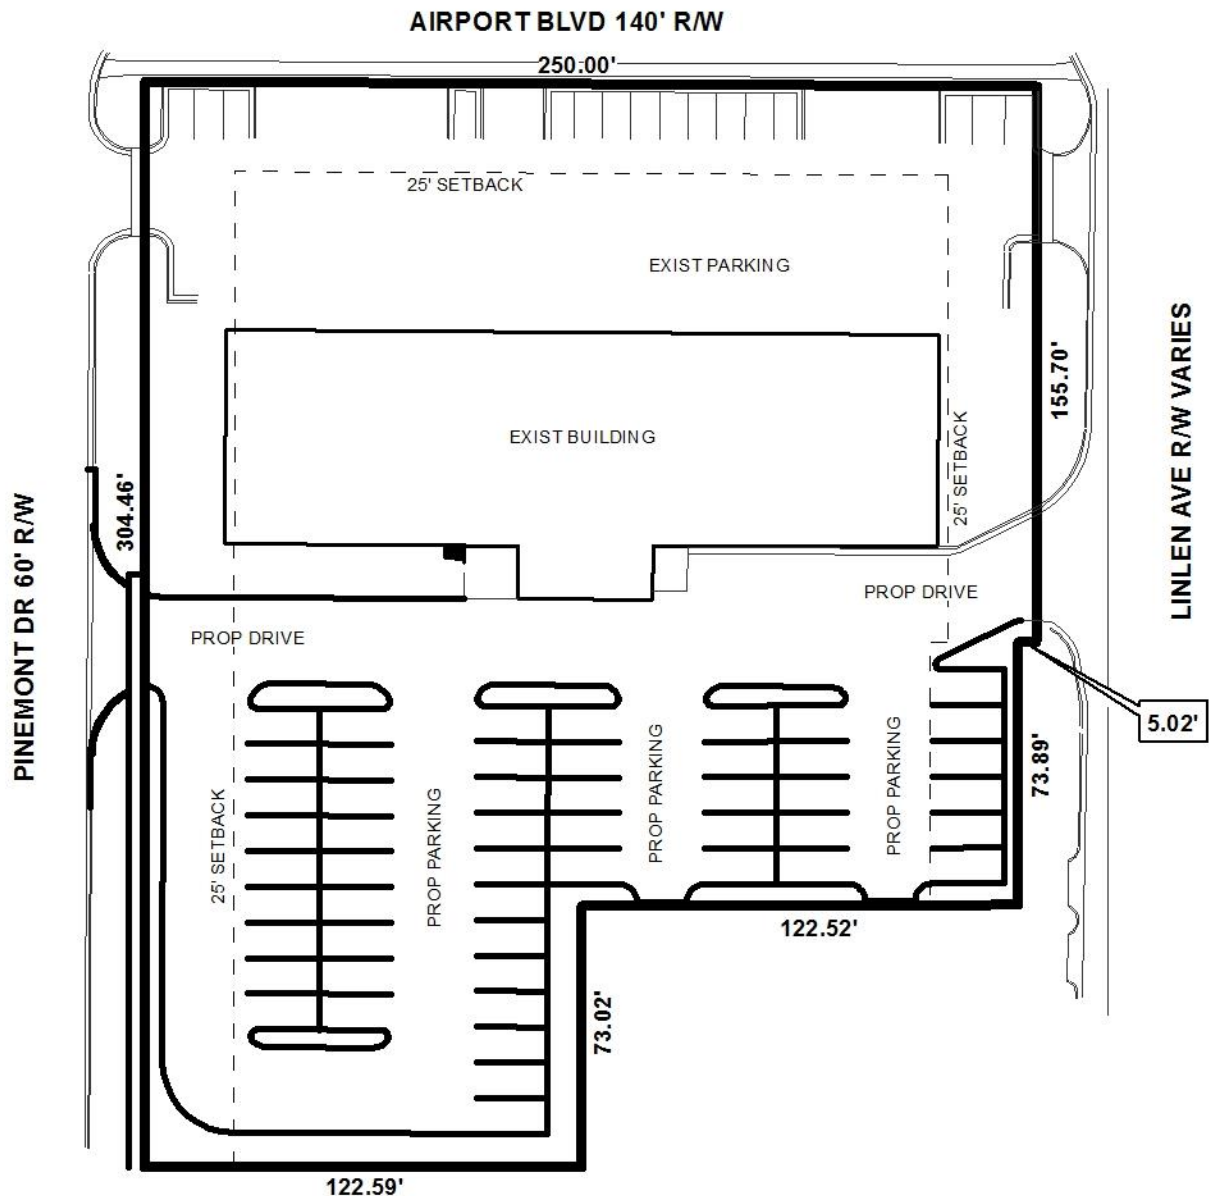 AIRPORT BLVD 140' R/W
250.00'
25' SETBACK
EXIST PARKING
155.70'
LINLEN AVE R/W VARIES
EXIST BUILDING
25' SETBACK
304.46'
PINEMONT DR 60' R/W
PROP DRIVE
PROP DRIVE
5.02'
73.89'
PROP PARKING
PROP PARKING
25' SETBACK
PROP PARKING
122.52'
73.02'
122.59'